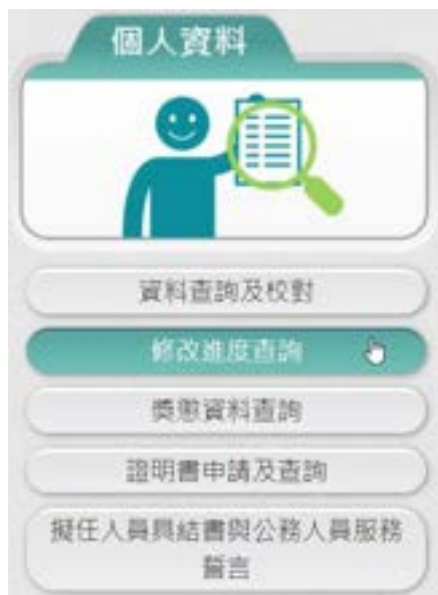 個人資料
資料查詢及校對
修改進度查詢
獎懲資料查詢
證明書申請及查詢
擬任人員具結書與公務人員服務
誓言